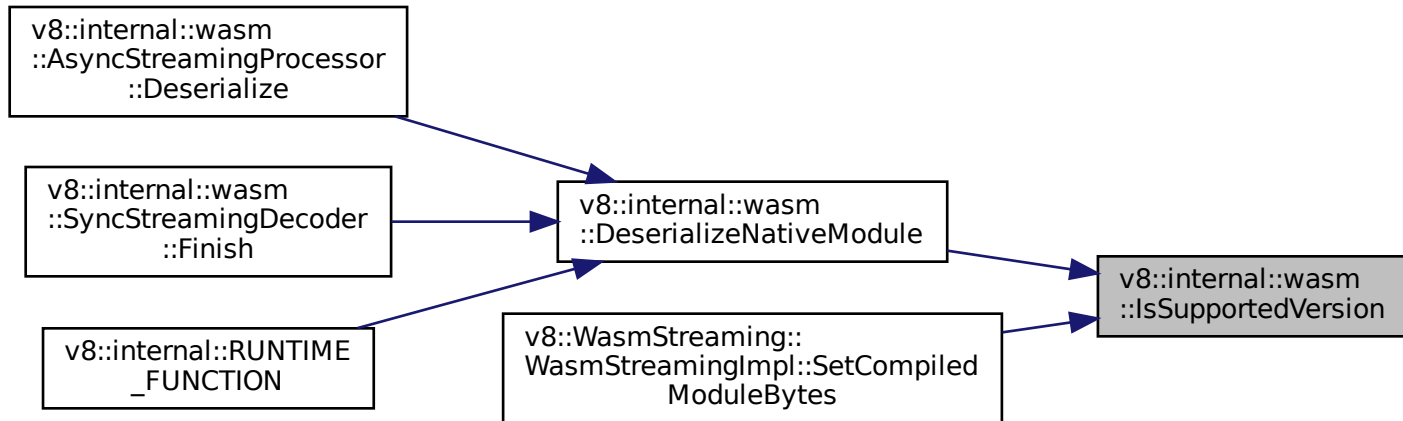 v8::internal::wasm
::AsyncStreamingProcessor
::Deserialize
v8::internal::wasm
::SyncStreamingDecoder
::Finish
v8::internal::RUNTIME
_FUNCTION
v8::internal::wasm
::DeserializeNativeModule
v8::WasmStreaming::
WasmStreamingImpl::SetCompiled
ModuleBytes
v8::internal::wasm
::IsSupportedVersion